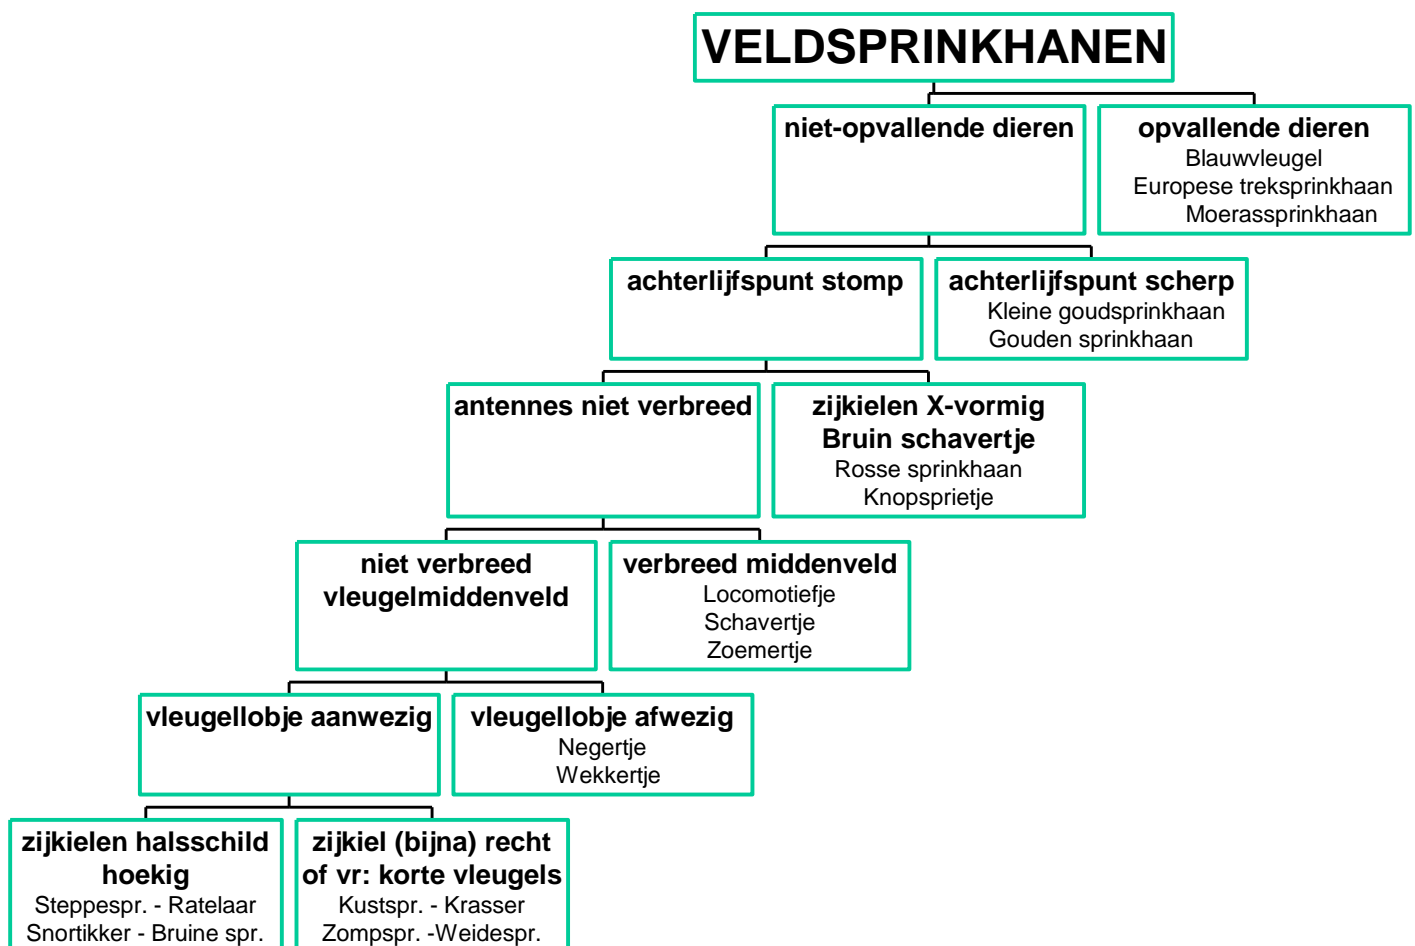 VELDSPRINKHANEN
niet-opvallende dieren
opvallende dieren
Blauwvleugel
Europese treksprinkhaan
Moerassprinkhaan
achterlijfspunt stomp
achterlijfspunt scherp
Kleine goudsprinkhaan
Gouden sprinkhaan
antennes niet verbreed
zijkielen X-vormig
Bruin schavertje
Rosse sprinkhaan
Knopsprietje
niet verbreed
vleugelmiddenveld
verbreed middenveld
Locomotiefje
Schavertje
Zoemertje
vleugellobje aanwezig
vleugellobje afwezig
Negertje
Wekkertje
zijkielen halsschild
hoekig
Steppespr. - Ratelaar
Snortikker - Bruine spr.
zijkiel (bijna) recht
of vr: korte vleugels
Kustspr. - Krasser
Zompspr. -Weidespr.